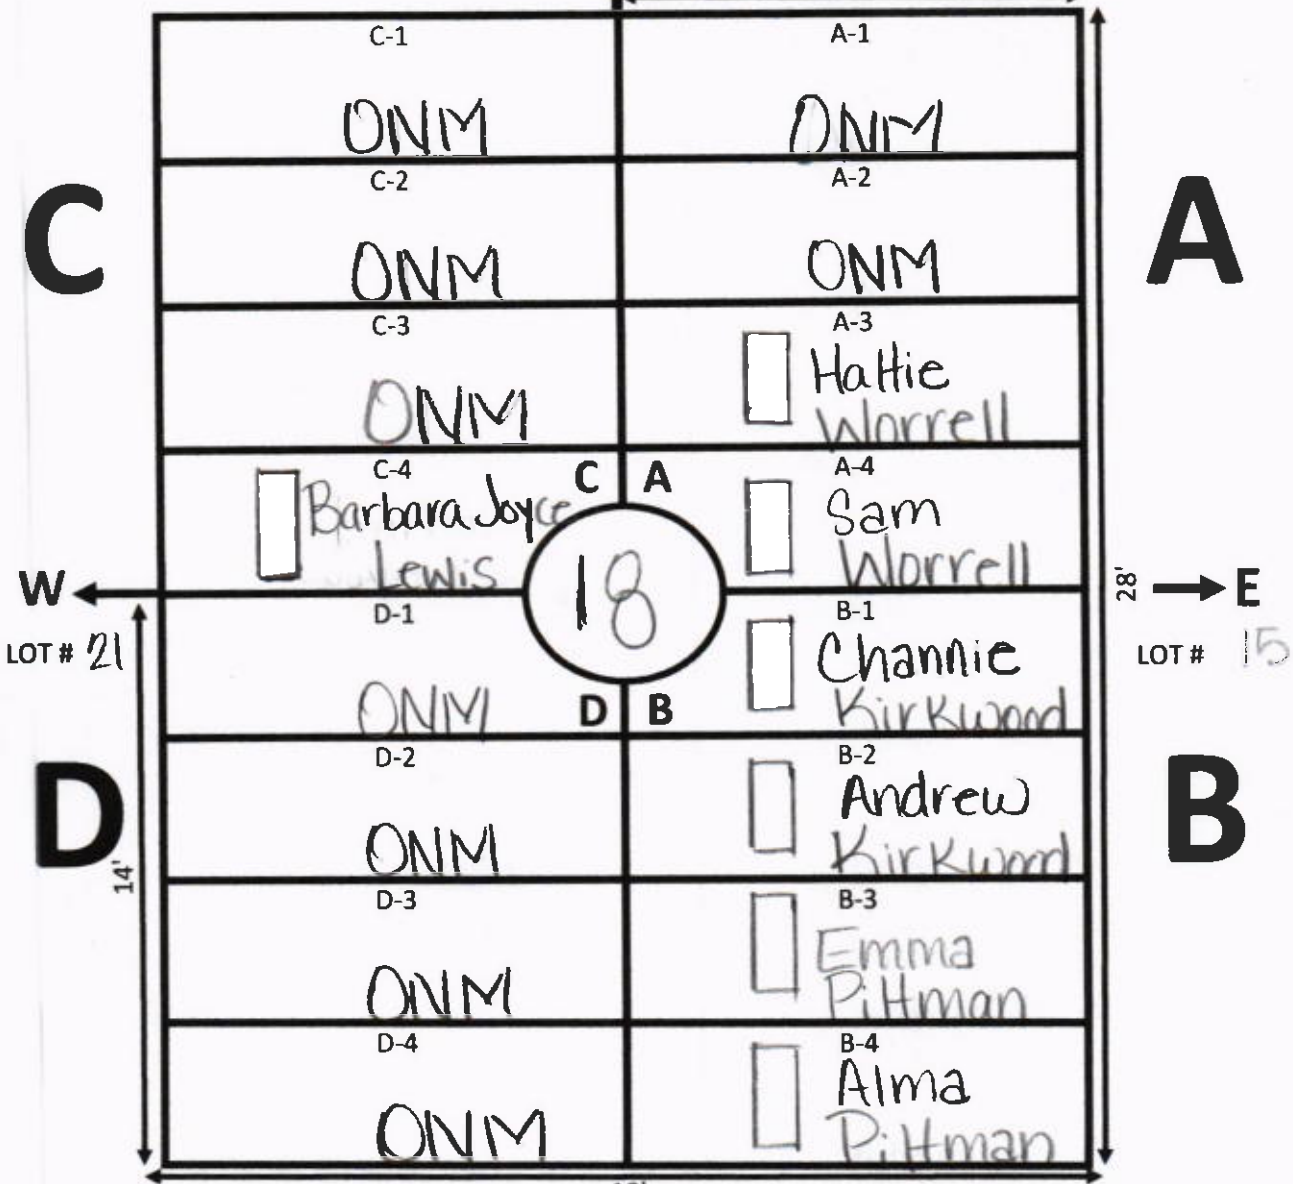 C-1
A-1
ONM
ONM
C-2
A-2
C
A
ONM
ONM
C-3
A-3
Hattie
ONM
Worrell
C-4
C
A
A-4
Barbara Joyce
Sam
Lewis
Worrell
18
W
28'
E
D-1
B-1
LOT # 21
Channie
LOT # 15
ONM
D
B
Kirkwood
D-2
B-2
D
B
Andrew
ONM
Kirkwood
14'
D-3
B-3
Emma
ONM
Pittman
D-4
B-4
Alma
ONM
Pittman